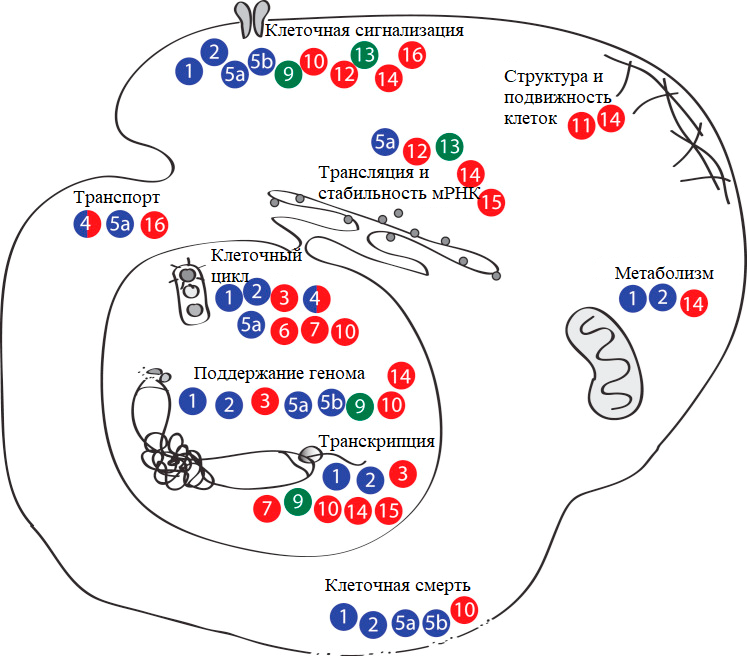 Клеточная сигнализация
1 2 5a 5b 9 10 12 13 14 16
Структура и
подвижность
клеток
11 14
5a 12 13
14
Трансляция и
стабильность мРНК
15
Транспорт
4 5a 16
Клеточный
цикл
1 2 3 4
5a 6 7 10
Метаболизм
1 2 14
Поддержание генома
14
1 2 3 5a 5b 9 10
Транскрипция
1 2 3
7 9 10 14 15
Клеточная смерть
1 2 5a 5b 10